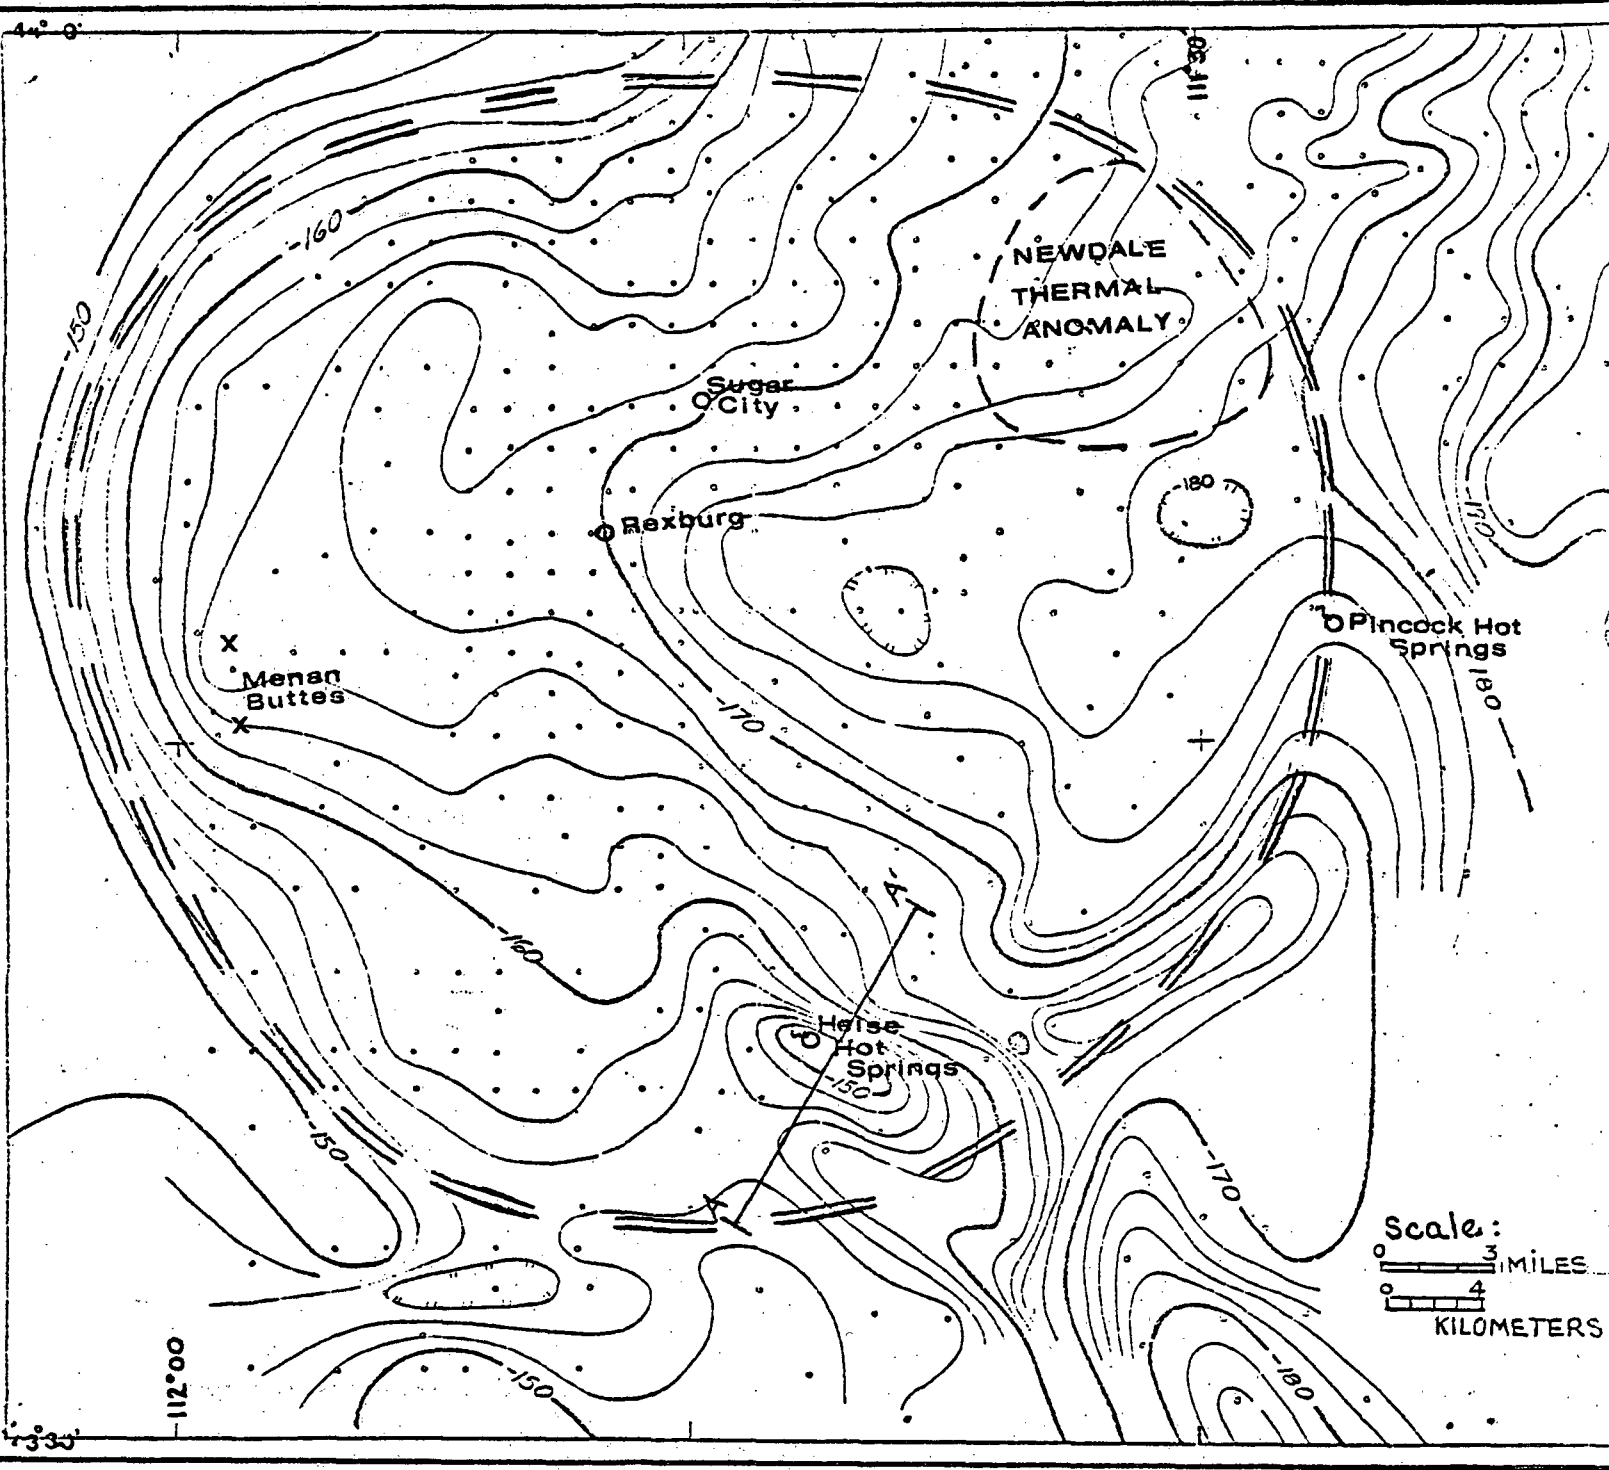 44° 0'
111°30'
-160
NEWDALE
THERMAL
ANOMALY
-150
Sugar
City
-180
-170
Rexburg
Pincock Hot
Springs
Menan
Buttes
-180
-170
A'
-160
Heise
Hot
Springs
-150
-150
-170
A
Scale:
0 3
MILES
0 4
KILOMETERS
112°00
-150
-180